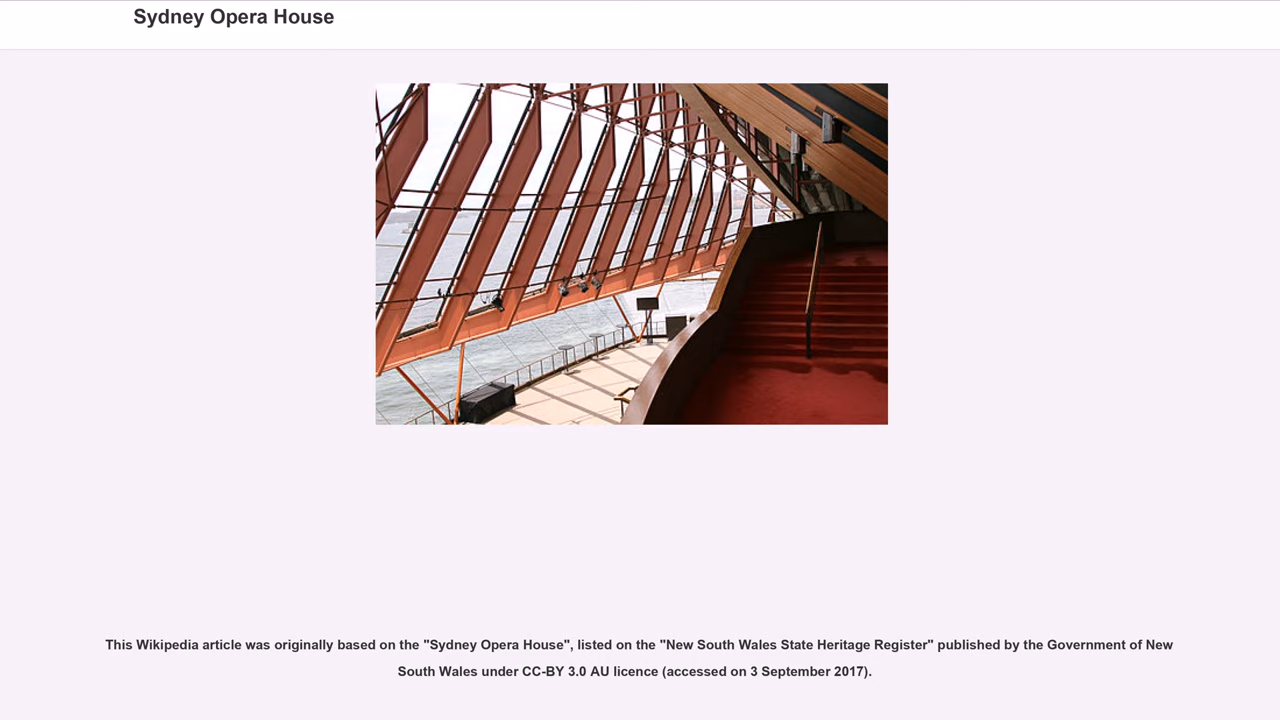 Sydney Opera House
This Wikipedia article was originally based on the "Sydney Opera House", listed on the "New South Wales State Heritage Register" published by the Government of New
South Wales under CC-BY 3.0 AU licence (accessed on 3 September 2017).